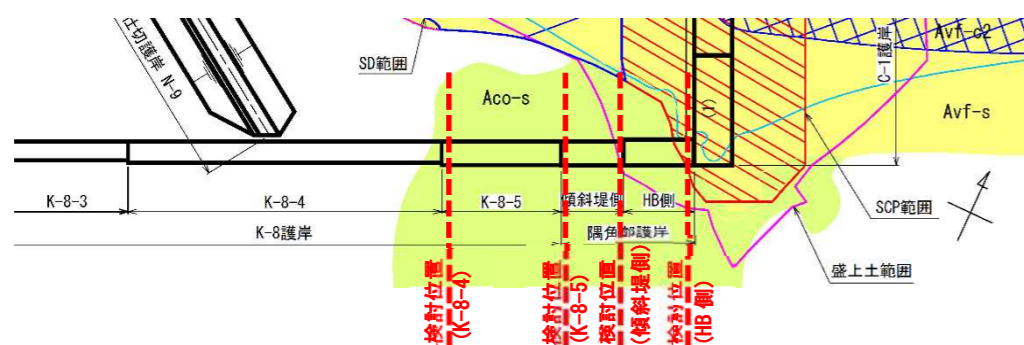 仕切護岸 N-9
SD範囲
Aco-s
(1)
C-1護岸
Avf-c2
Avf-s
K-8-3
K-8-4
K-8-5
傾斜堤側
HB側
K-8護岸
隅角部護岸
SCP範囲
盛上土範囲
検討位置
(K-8-4)
検討位置
(K-8-5)
検討位置
(傾斜堤側)
検討位置
(HB側)